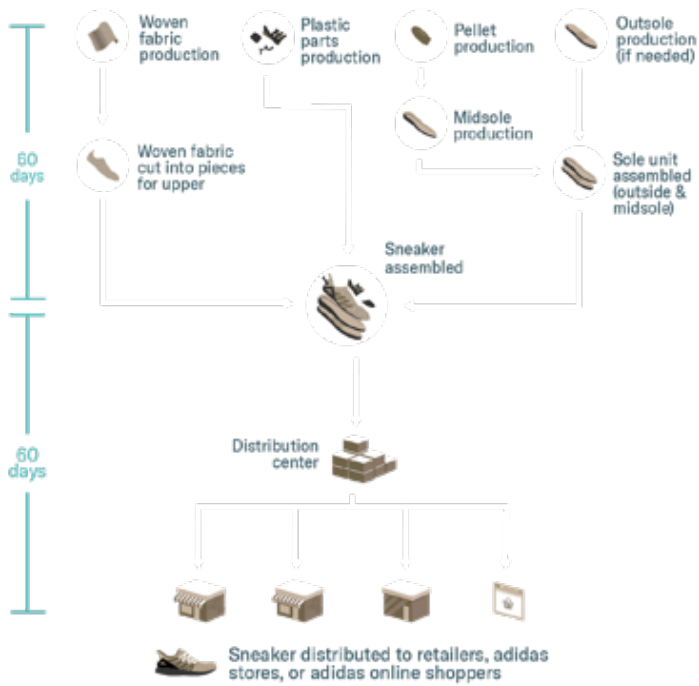 Woven
fabric
production
Plastic
parts
production
Pellet
production
Outsole
production
(if needed)
Midsole
production
60
days
Woven fabric
cut into pieces
for upper
Sole unit
assembled
(outside &
midsole)
Sneaker
assembled
60
days
Distribution
center
Sneaker distributed to retailers, adidas
stores, or adidas online shoppers